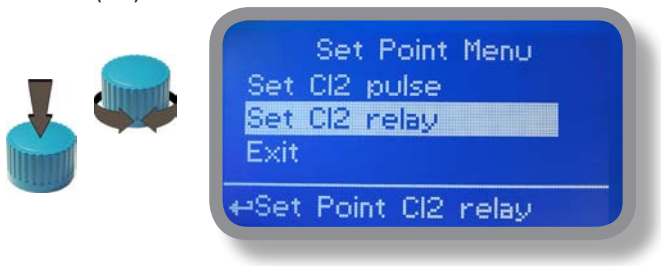 Set Point Menu
Set Cl2 pulse
Set Cl2 relay
Exit
↵Set Point Cl2 relay